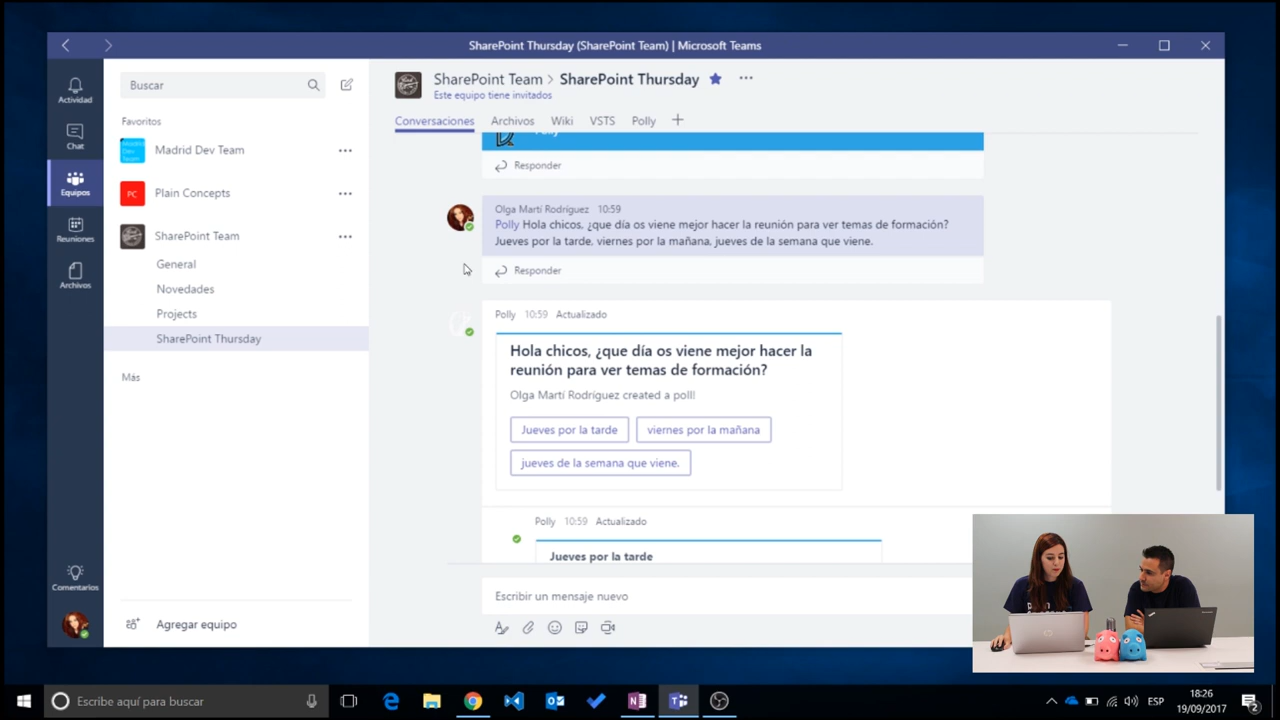 SharePoint Thursday (SharePoint Team) | Microsoft Teams
Actividad
Chat
Equipos
Reuniones
Archivos
Comentarios
Buscar
Favoritos
Madrid Dev Team
Madrid Dev Team
PC
Plain Concepts
SharePoint Team
General
Novedades
Projects
SharePoint Thursday
Más
Agregar equipo
SharePoint Team > SharePoint Thursday
Este equipo tiene invitados
Conversaciones Archivos Wiki VSTS Polly
Responder
Olga Martí Rodríguez 10:59
Polly Hola chicos, ¿que día os viene mejor hacer la reunión para ver temas de formación?
Jueves por la tarde, viernes por la mañana, jueves de la semana que viene.
Responder
Polly 10:59 Actualizado
Hola chicos, ¿que día os viene mejor hacer la
reunión para ver temas de formación?
Olga Martí Rodríguez created a poll!
Jueves por la tarde
viernes por la mañana
jueves de la semana que viene.
Polly 10:59 Actualizado
Jueves por la tarde
Escribir un mensaje nuevo
Escribe aquí para buscar
ESP
18:26
19/09/2017
2